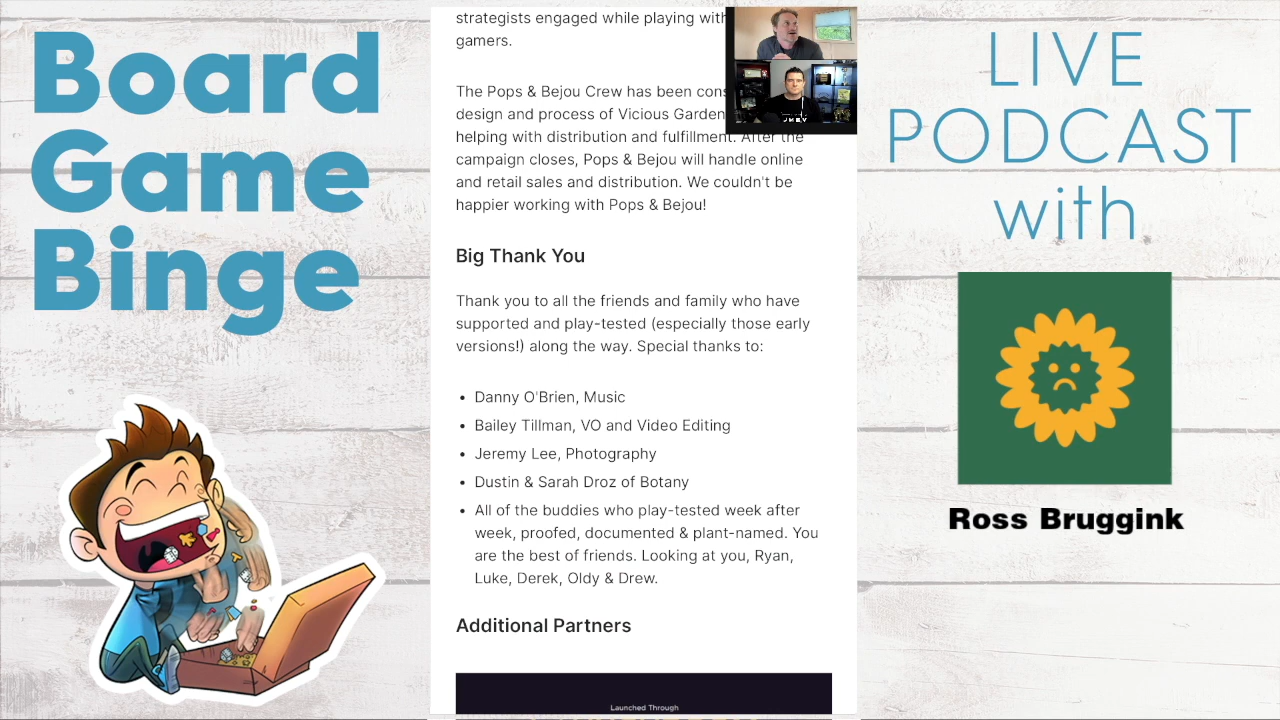 Board
Game
Binge
strategists engaged while playing with
gamers.
The Pops & Bejou Crew has been
design and process of Vicious Garden
helping with distribution and fulfillment. After the
campaign closes, Pops & Bejou will handle online
and retail sales and distribution. We couldn't be
happier working with Pops & Bejou!
Big Thank You
Thank you to all the friends and family who have
supported and play-tested (especially those early
versions!) along the way. Special thanks to:
• Danny O'Brien, Music
• Bailey Tillman, VO and Video Editing
• Jeremy Lee, Photography
• Dustin & Sarah Droz of Botany
• All of the buddies who play-tested week after
week, proofed, documented & plant-named. You
are the best of friends. Looking at you, Ryan,
Luke, Derek, Oldy & Drew.
Additional Partners
Launched Through
LIVE
PODCAST
with
Ross Bruggink